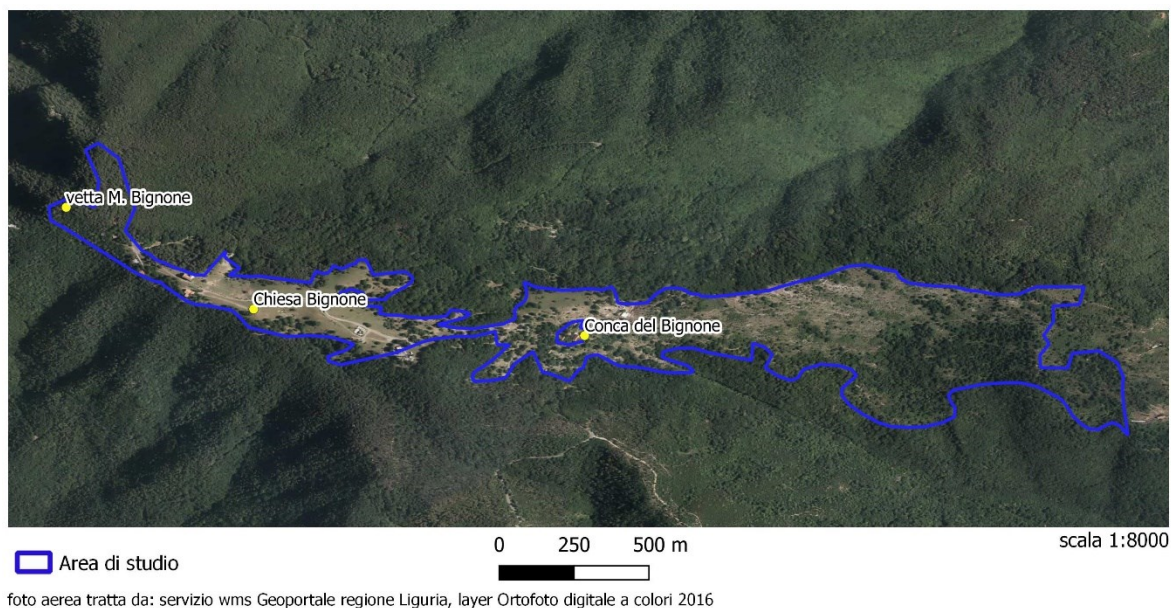 vetta M. Bignone
Chiesa Bignone
Conca del Bignone
Area di studio
0 250 500 m
scala 1:8000
foto aerea tratta da: servizio wms Geoportale regione Liguria, layer Ortofoto digitale a colori 2016